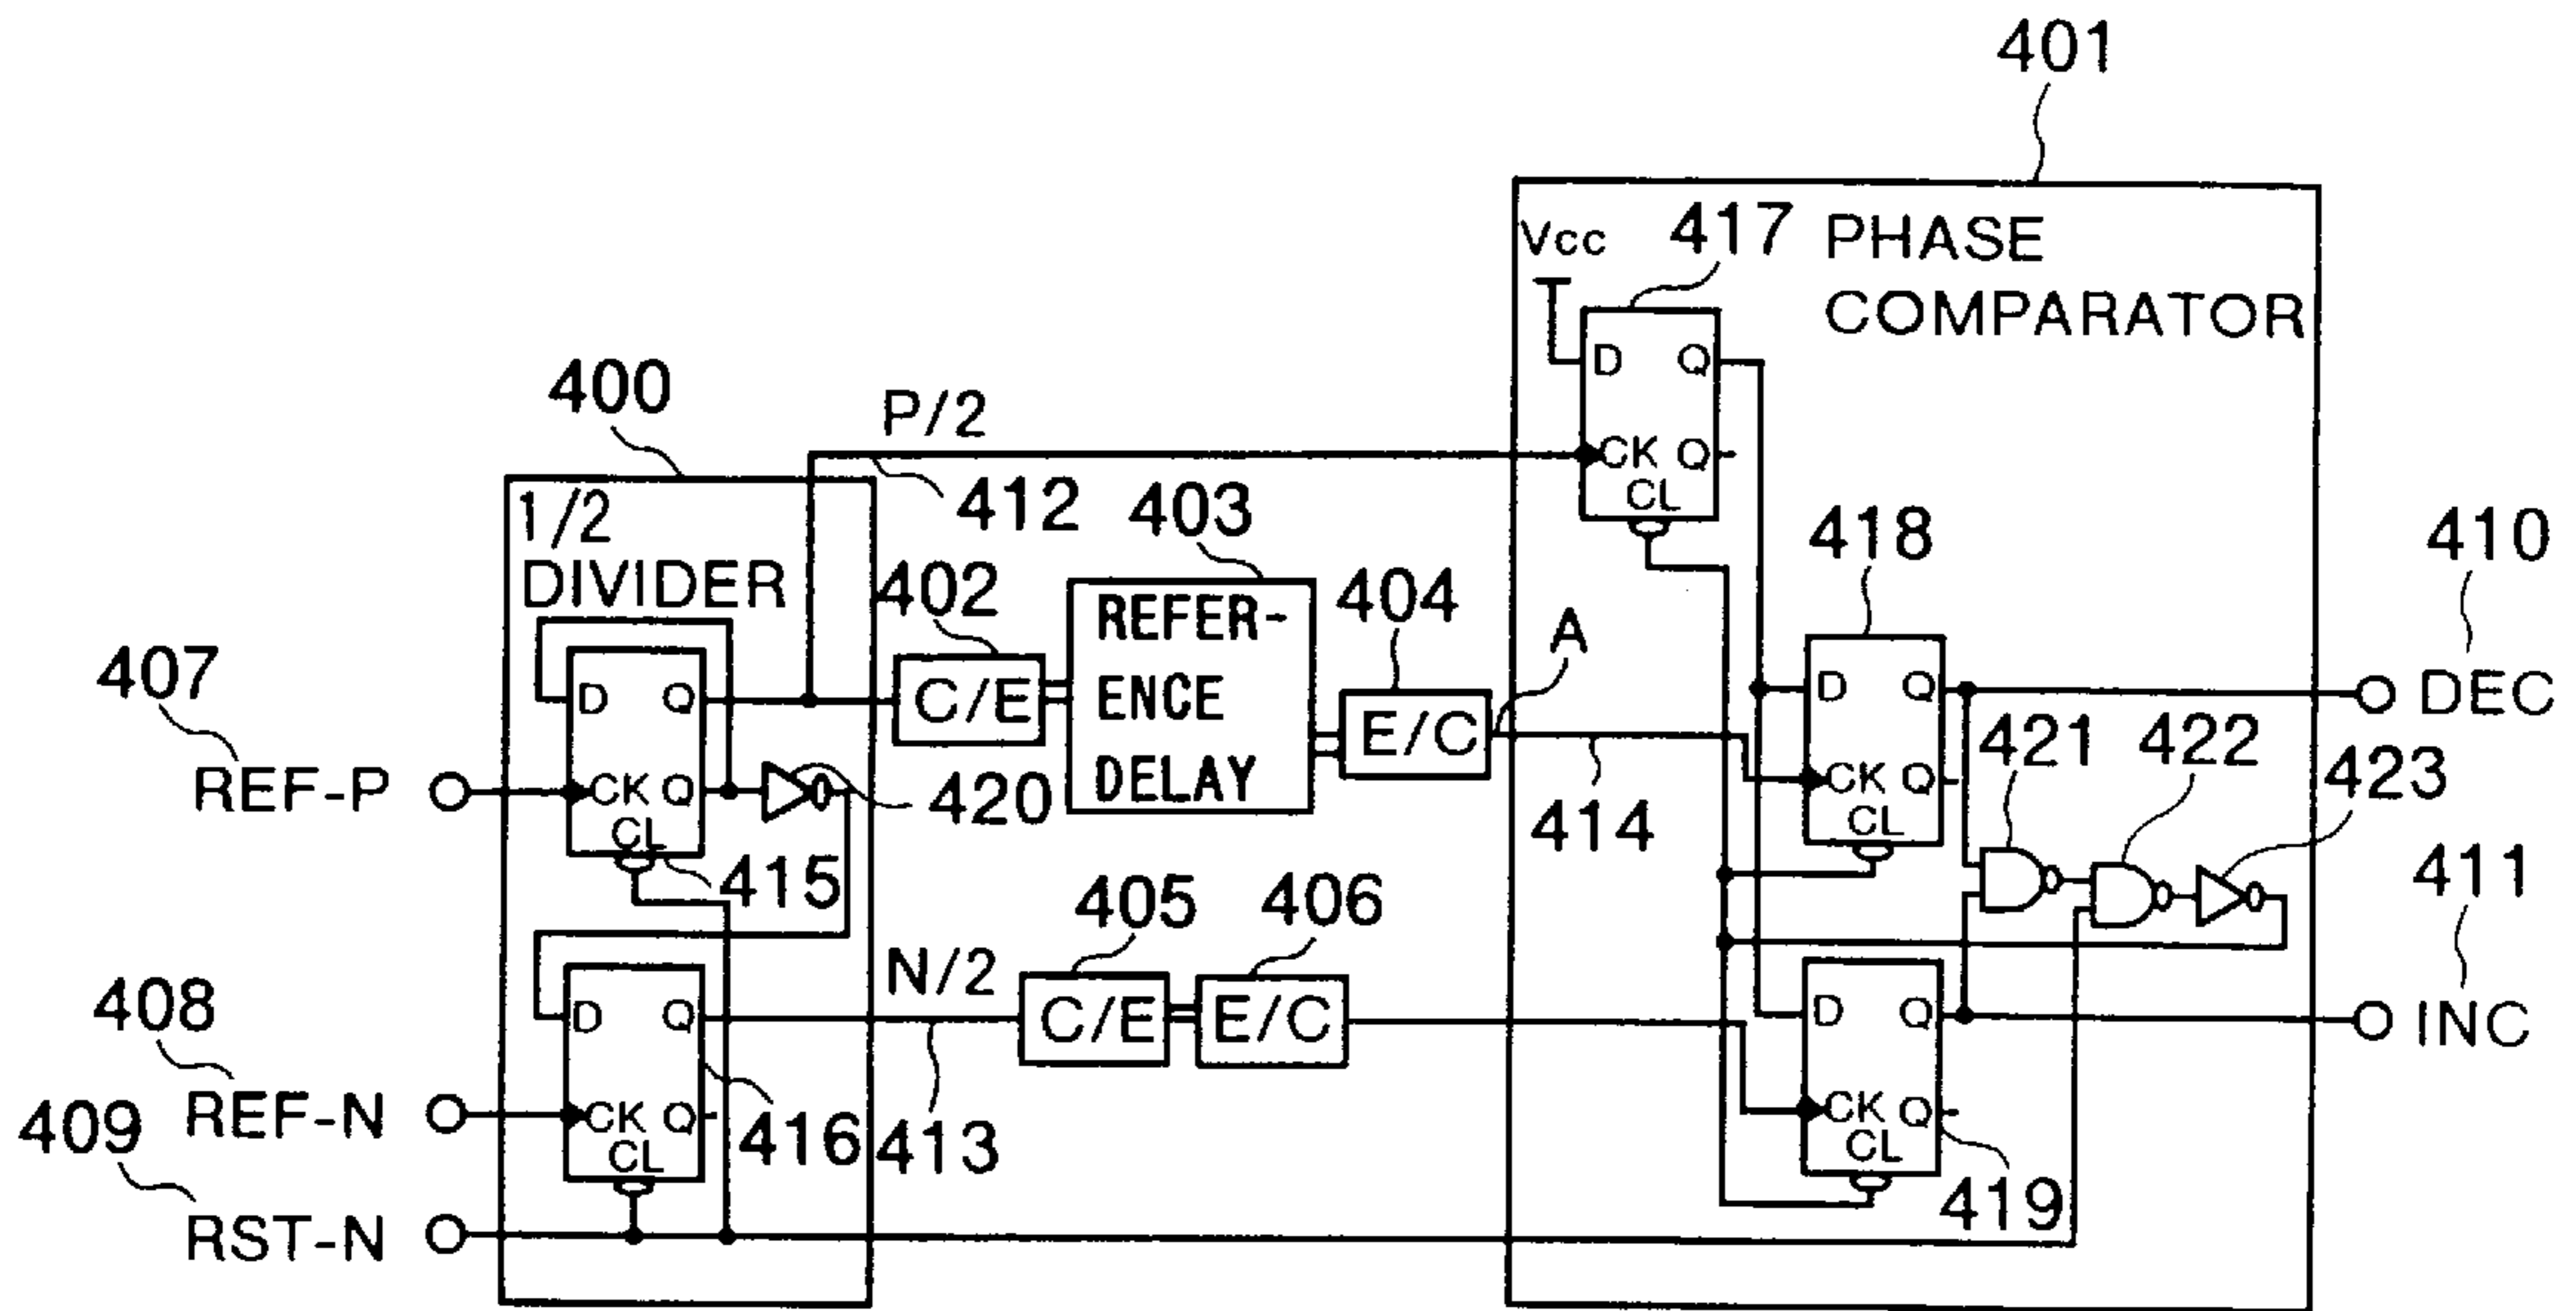 401
Vcc
417
PHASE
COMPARATOR
D
Q
CK
Q
CL
400
P/2
412
403
1/2
DIVIDER
402
C/E
REFER-
ENCE
DELAY
404
E/C
A
414
418
D
Q
CK
Q
CL
410
DEC
421
422
423
407
REF-P
D
Q
CK
Q
CL
420
415
405
406
N/2
C/E
E/C
413
411
INC
408
REF-N
409
RST-N
D
Q
CK
Q
CL
416
D
Q
CK
Q
CL
419